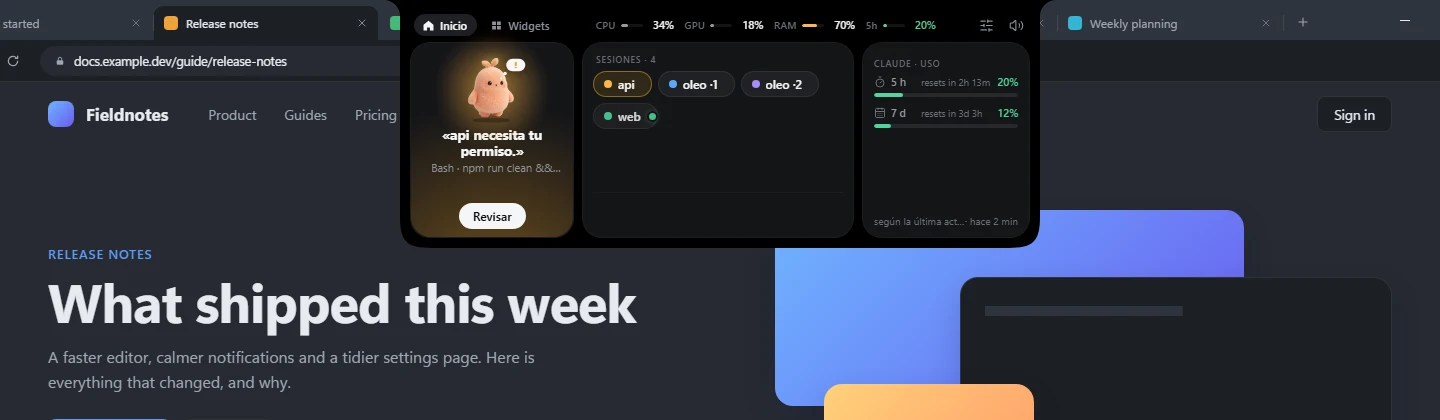 started
Release notes
Weekly planning
docs.example.dev/guide/release-notes
Fieldnotes
Product
Guides
Pricing
Sign in
Inicio
Widgets
CPU 34%
GPU 18%
RAM 70%
5h 20%
!
«api necesita tu
permiso.»
Bash · npm run clean &&...
Revisar
SESIONES · 4
api
oleo ·1
oleo ·2
web
CLAUDE · USO
5 h resets in 2h 13m 20%
7 d resets in 3d 3h 12%
según la última act...· hace 2 min
RELEASE NOTES
What shipped this week
A faster editor, calmer notifications and a tidier settings page. Here is
everything that changed, and why.